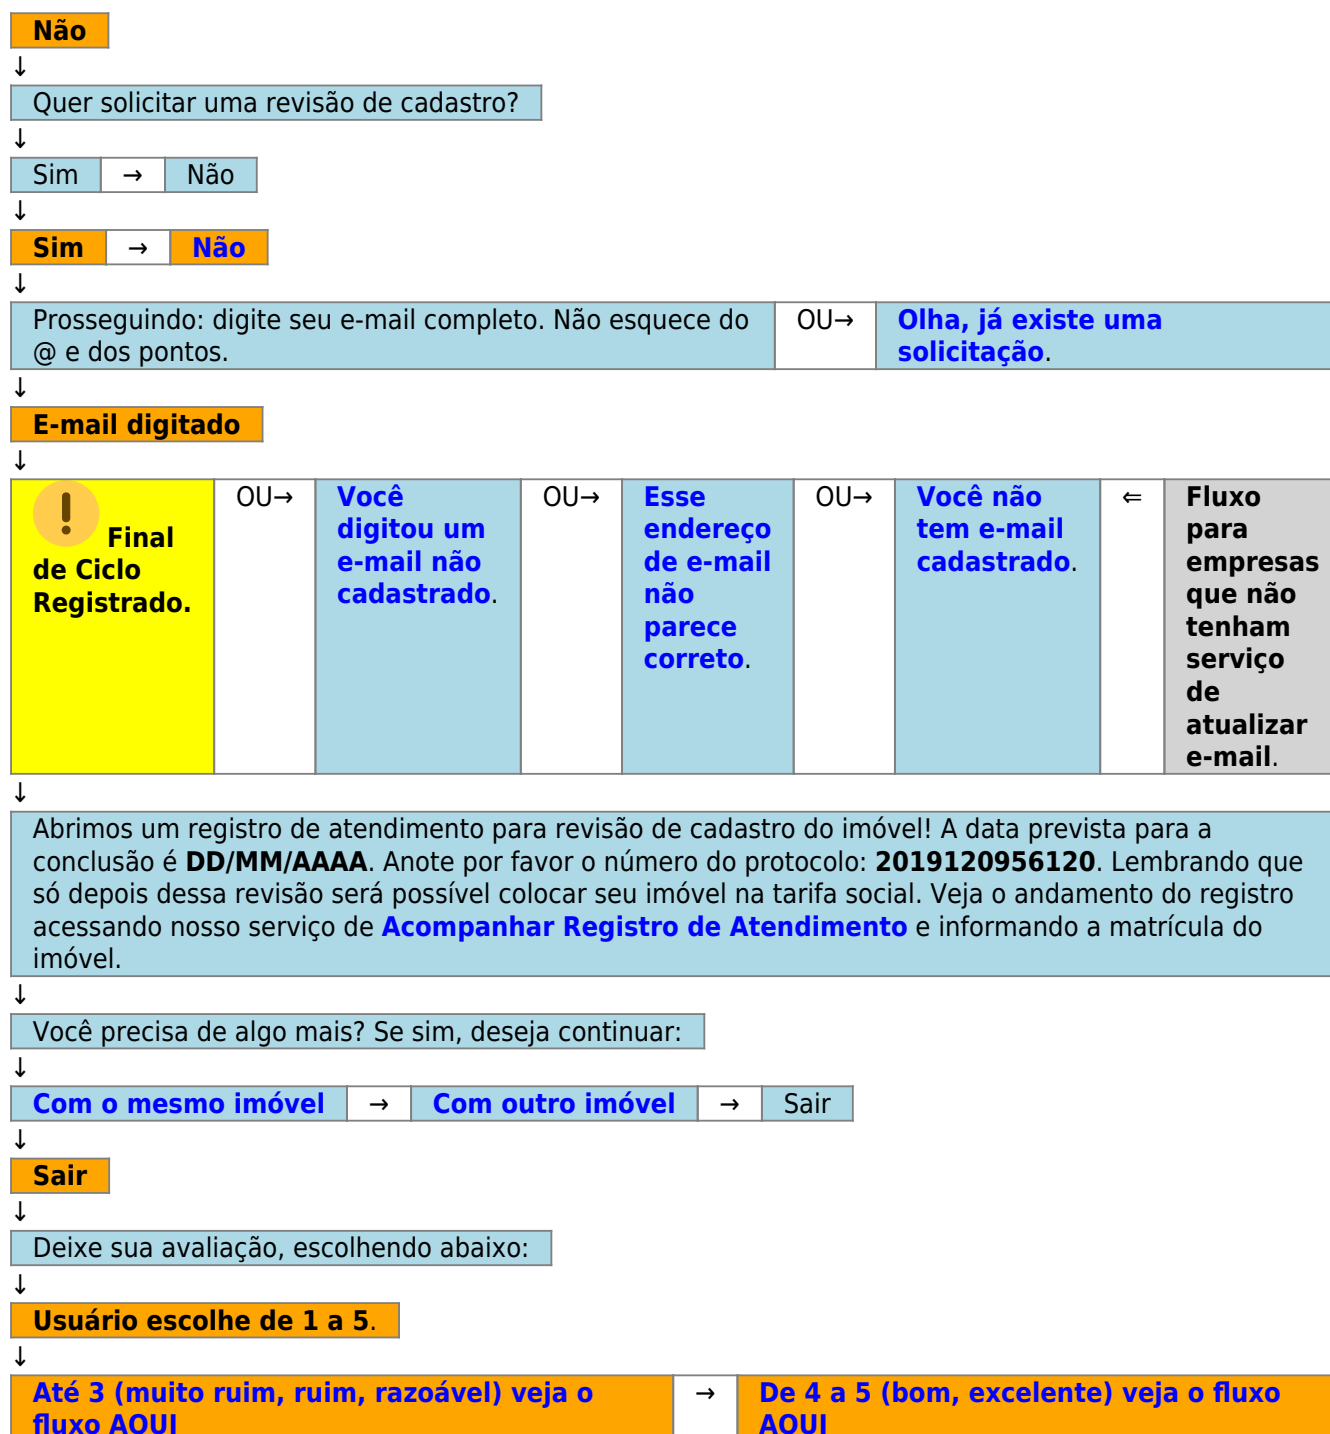 Não
↓
Quer solicitar uma revisão de cadastro?
↓
Sim → Não
↓
Sim → Não
↓
Prosseguindo: digite seu e-mail completo. Não esquece do
@ e dos pontos.
OU→
Olha, já existe uma
solicitação.
↓
E-mail digitado
↓
! Final
de Ciclo
Registrado.
OU→
Você
digitou um
e-mail não
cadastrado.
OU→
Esse
endereço
de e-mail
não
parece
correto.
OU→
Você não
tem e-mail
cadastrado.
⇐
Fluxo
para
empresas
que não
tenham
serviço
de
atualizar
e-mail.
↓
Abrimos um registro de atendimento para revisão de cadastro do imóvel! A data prevista para a
conclusão é DD/MM/AAAA. Anote por favor o número do protocolo: 2019120956120. Lembrando que
só depois dessa revisão será possível colocar seu imóvel na tarifa social. Veja o andamento do registro
acessando nosso serviço de Acompanhar Registro de Atendimento e informando a matrícula do
imóvel.
↓
Você precisa de algo mais? Se sim, deseja continuar:
↓
Com o mesmo imóvel → Com outro imóvel → Sair
↓
Sair
↓
Deixe sua avaliação, escolhendo abaixo:
↓
Usuário escolhe de 1 a 5.
↓
Até 3 (muito ruim, ruim, razoável) veja o
fluxo AQUI
→
De 4 a 5 (bom, excelente) veja o fluxo
AQUI